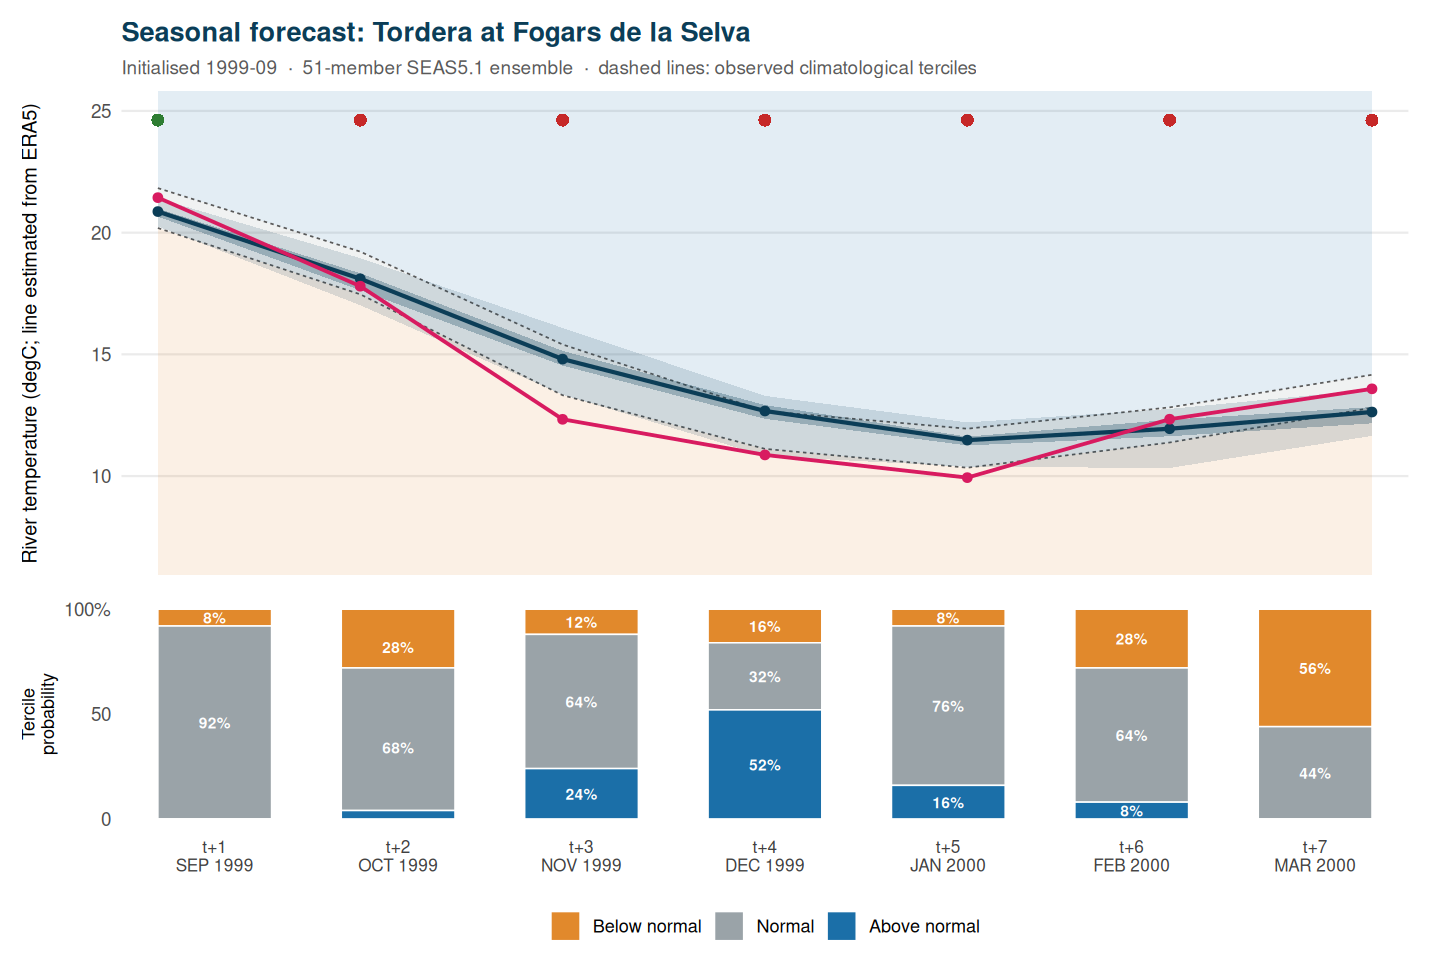 Seasonal forecast: Tordera at Fogars de la Selva
Initialised 1999-09 · 51-member SEAS5.1 ensemble · dashed lines: observed climatological terciles
River temperature (degC; line estimated from ERA5)
25
20
15
10
Tercile
probability
100%
50
0
8%
92%
28%
68%
12%
64%
24%
16%
32%
52%
8%
76%
16%
28%
64%
8%
56%
44%
t+1
SEP 1999
t+2
OCT 1999
t+3
NOV 1999
t+4
DEC 1999
t+5
JAN 2000
t+6
FEB 2000
t+7
MAR 2000
Below normal
Normal
Above normal